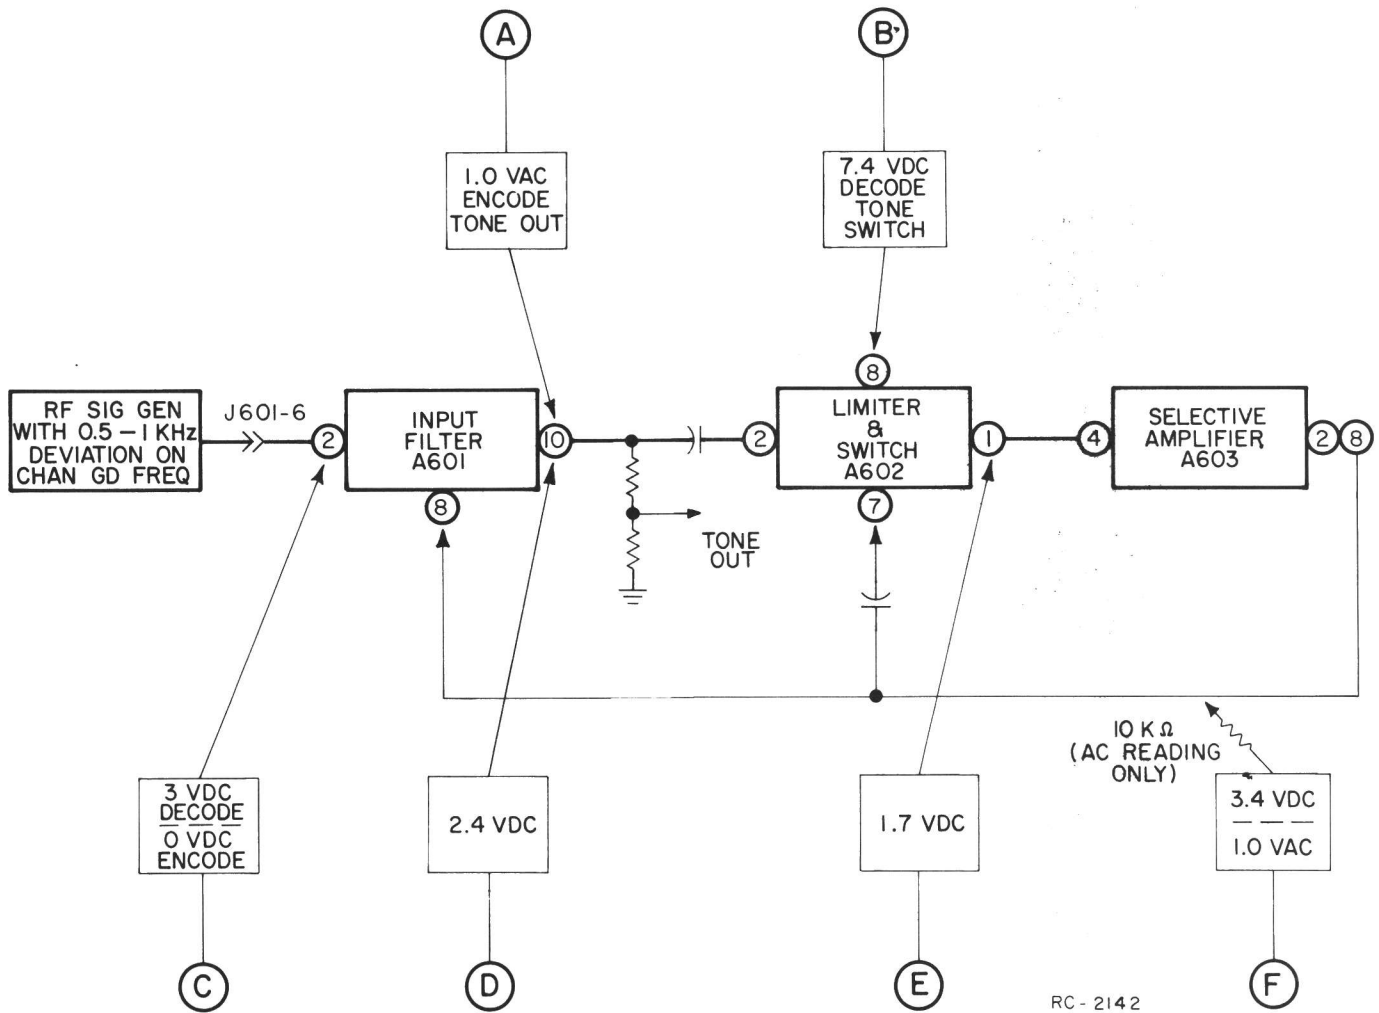 A
B
1.0 VAC
ENCODE
TONE OUT
7.4 VDC
DECODE
TONE
SWITCH
RF SIG GEN
WITH 0.5 – 1 KHz
DEVIATION ON
CHAN GD FREQ
J601-6
2
INPUT
FILTER
A601
10
8
TONE
OUT
2
8
LIMITER
&
SWITCH
A602
7
1
4
SELECTIVE
AMPLIFIER
A603
2
8
10 K Ω
(AC READING
ONLY)
3 VDC
DECODE
0 VDC
ENCODE
2.4 VDC
1.7 VDC
3.4 VDC
1.0 VAC
C
D
E
F
RC - 2142